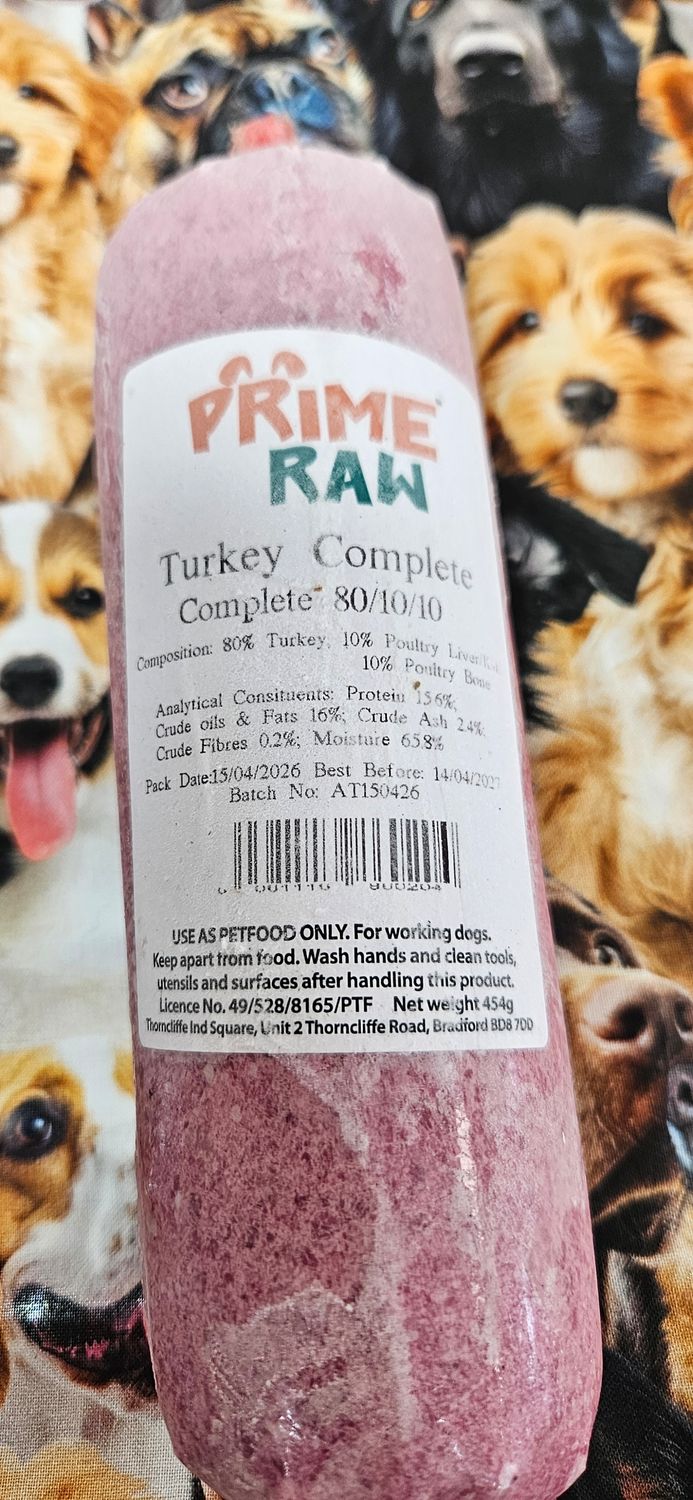 PRIME
RAW
Turkey Complete
Complete 80/10/10
Composition: 80% Turkey, 10% Poultry Liver/
10% Poultry Bone
Analytical Consituents: Protein 15.6%;
Crude oils & Fats 16%; Crude Ash 2.4%;
Crude Fibres 0.2%; Moisture 65.8%
Pack Date:15/04/2026 Best Before: 14/04/2027
Batch No: AT150426
USE AS PETFOOD ONLY. For working dogs.
Keep apart from food. Wash hands and clean tools,
utensils and surfaces after handling this product.
Licence No. 49/528/8165/PTF Net weight 454g
Thorncliffe Ind Square, Unit 2 Thorncliffe Road, Bradford BD8 7DD